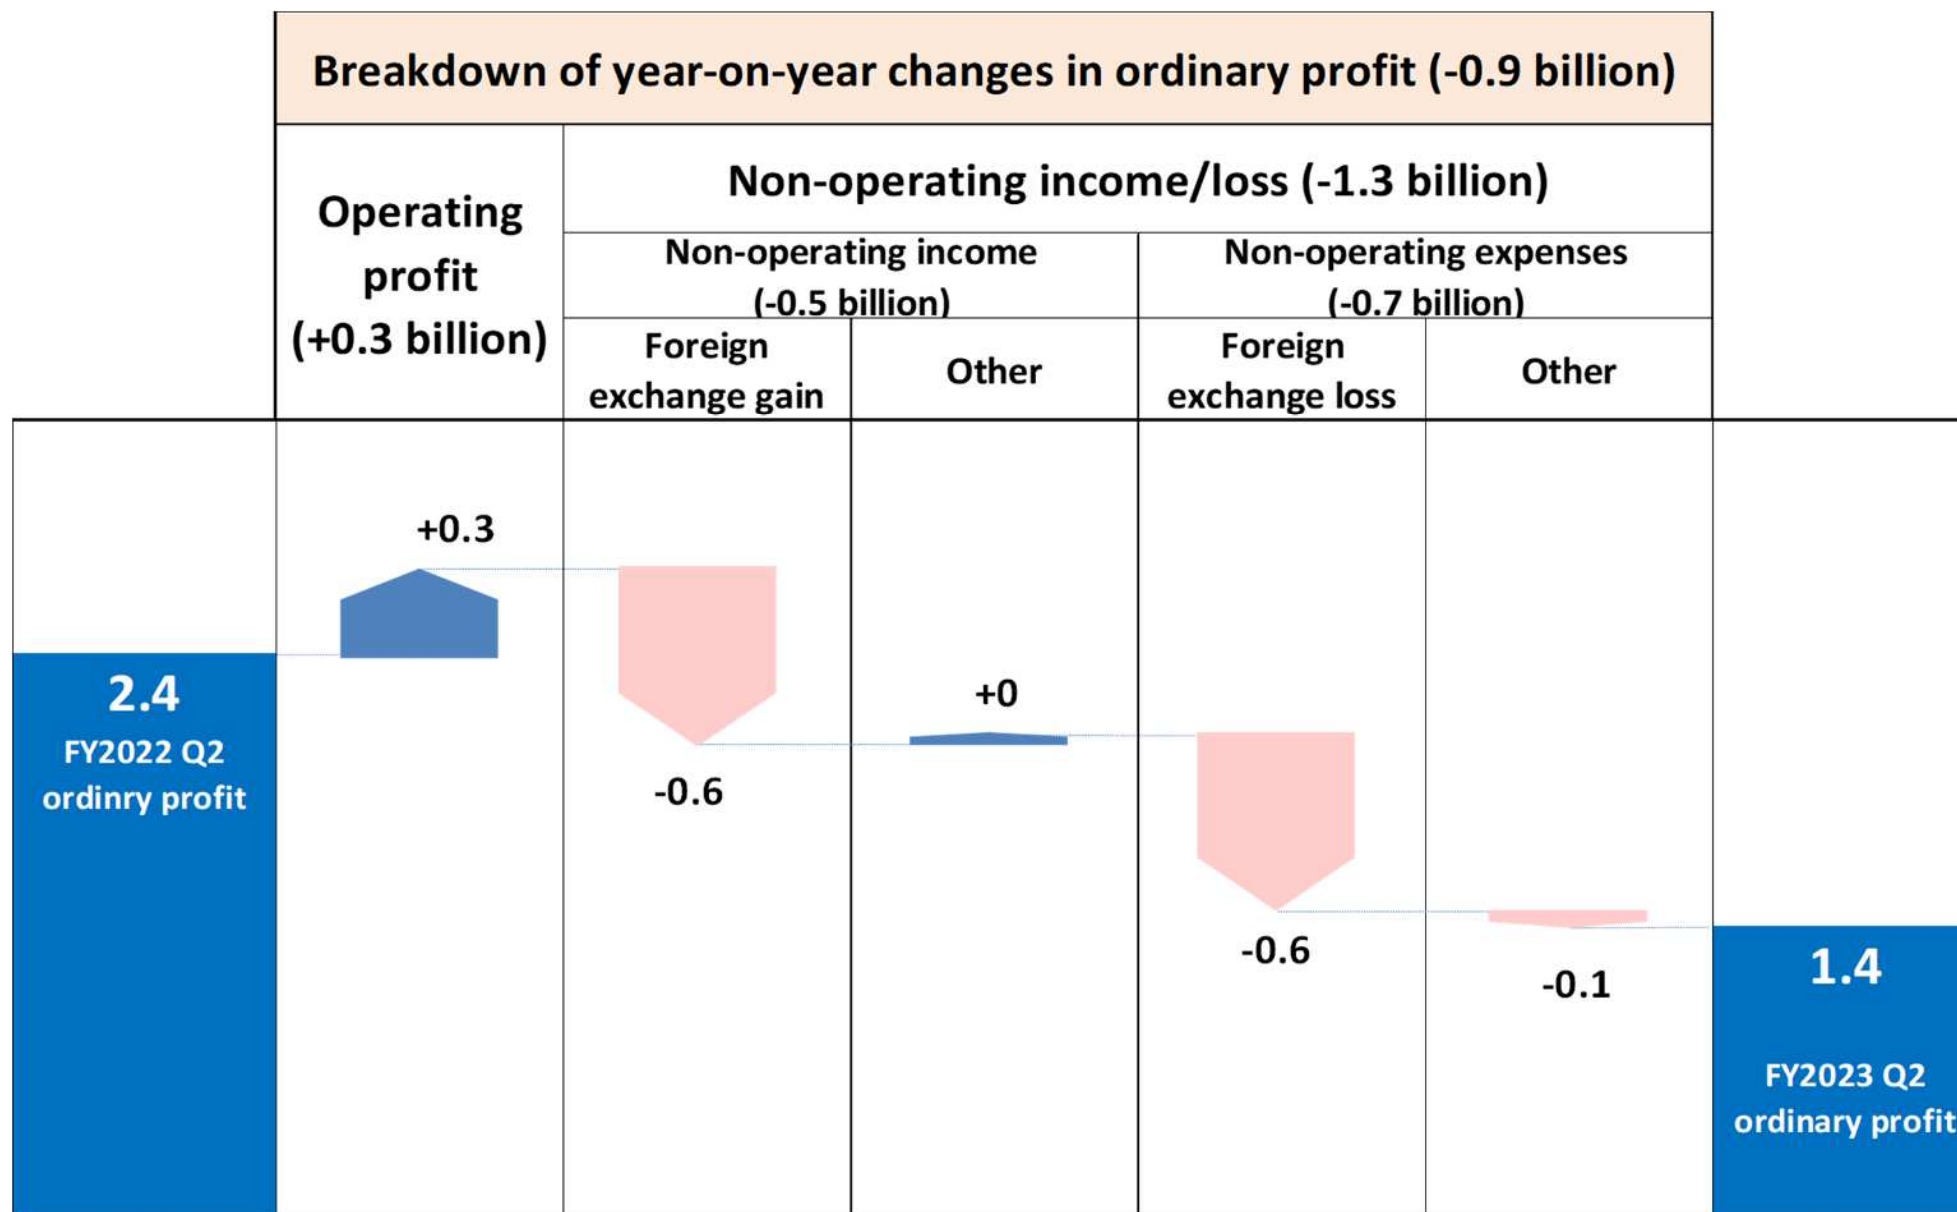 Breakdown of year-on-year changes in ordinary profit (-0.9 billion)
Operating
profit
(+0.3 billion)
Non-operating income/loss (-1.3 billion)
Non-operating income
(-0.5 billion)
Non-operating expenses
(-0.7 billion)
Foreign
exchange gain
Other
Foreign
exchange loss
Other
2.4
FY2022 Q2
ordinry profit
+0.3
-0.6
+0
-0.6
-0.1
1.4
FY2023 Q2
ordinary profit